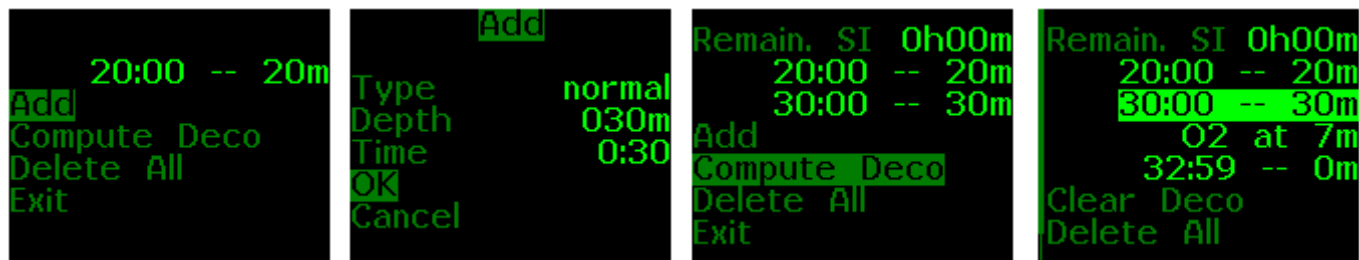 20:00 -- 20m
Add
Compute Deco
Delete All
Exit
Add
Type normal
Depth 030m
Time 0:30
OK
Cancel
Remain. SI 0h00m
20:00 -- 20m
30:00 -- 30m
Add
Compute Deco
Delete All
Exit
Remain. SI 0h00m
20:00 -- 20m
30:00 -- 30m
O2 at 7m
32:59 -- 0m
Clear Deco
Delete All